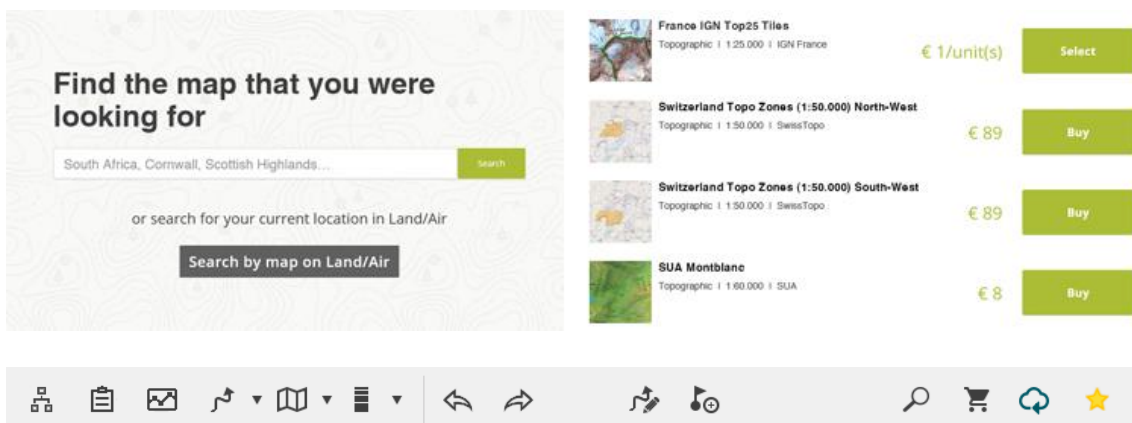 Find the map that you were
looking for
South Africa, Cornwall, Scottish Highlands...
Search
or search for your current location in Land/Air
Search by map on Land/Air
France IGN Top25 Tiles
Topographic | 1:25.000 | IGN France
€ 1/unit(s)
Select
Switzerland Topo Zones (1:50.000) North-West
Topographic | 1:50.000 | SwissTopo
€ 89
Buy
Switzerland Topo Zones (1:50.000) South-West
Topographic | 1:50.000 | SwissTopo
€ 89
Buy
SUA Montblanc
Topographic | 1:60.000 | SUA
€ 8
Buy